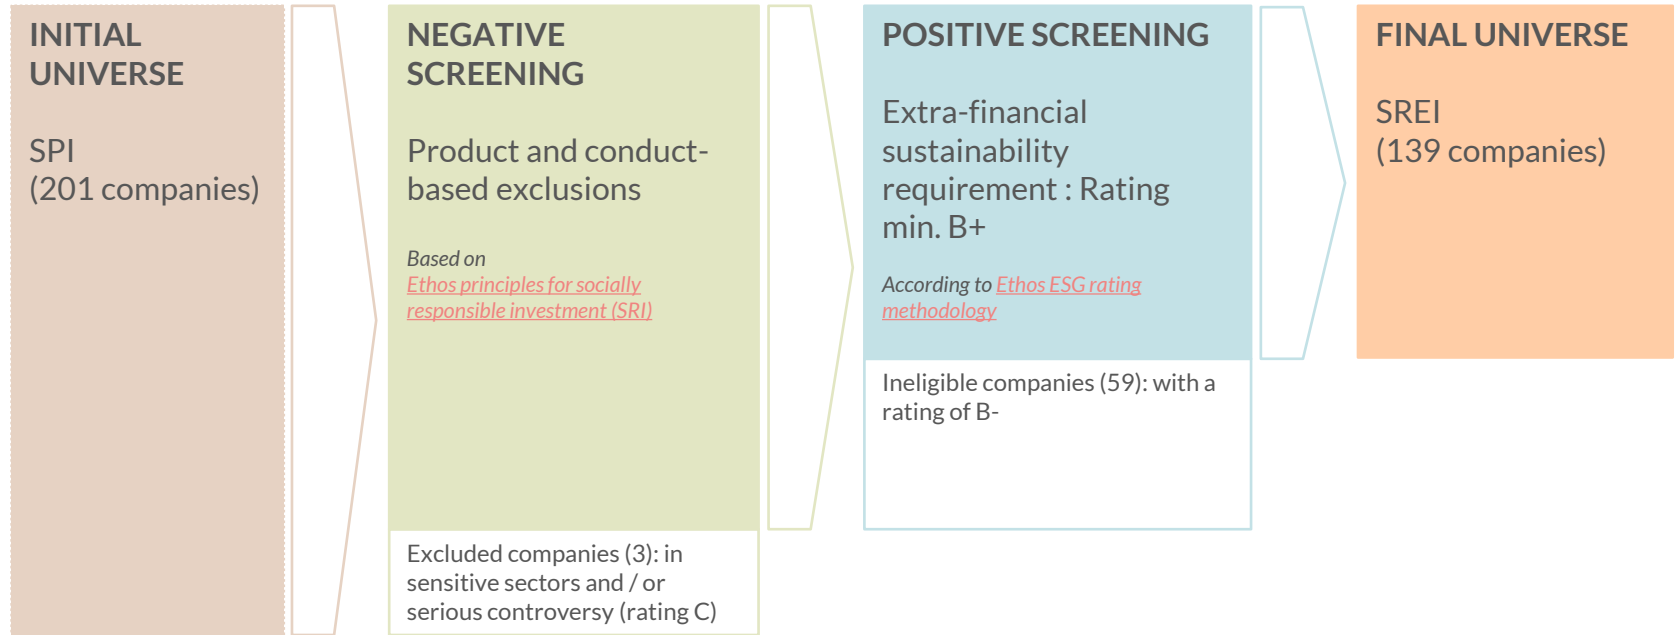 INITIAL
UNIVERSE
SPI
(201 companies)
NEGATIVE
SCREENING
Product and conduct-
based exclusions
Based on
Ethos principles for socially
responsible investment (SRI)
Excluded companies (3): in
sensitive sectors and / or
serious controversy (rating C)
POSITIVE SCREENING
Extra-financial
sustainability
requirement : Rating
min. B+
According to Ethos ESG rating
methodology
Ineligible companies (59): with a
rating of B-
FINAL UNIVERSE
SREI
(139 companies)